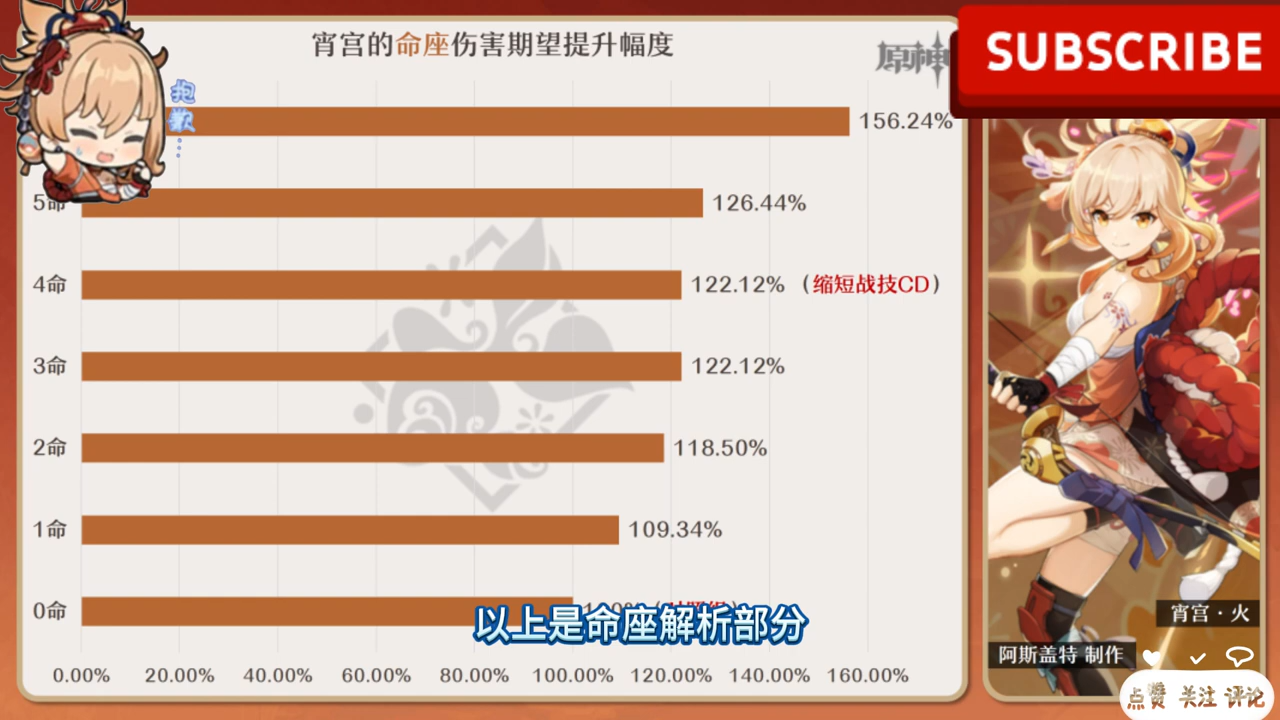 宵宫的命座伤害期望提升幅度
原神
SUBSCRIBE
抱歉…
156.24%
5命
126.44%
4命
122.12%（缩短战技CD）
3命
122.12%
2命
118.50%
1命
109.34%
0命
以上是命座解析部分
0.00% 20.00% 40.00% 60.00% 80.00% 100.00% 120.00% 140.00% 160.00%
宵宫·火
阿斯盖特 制作
点赞 关注 评论